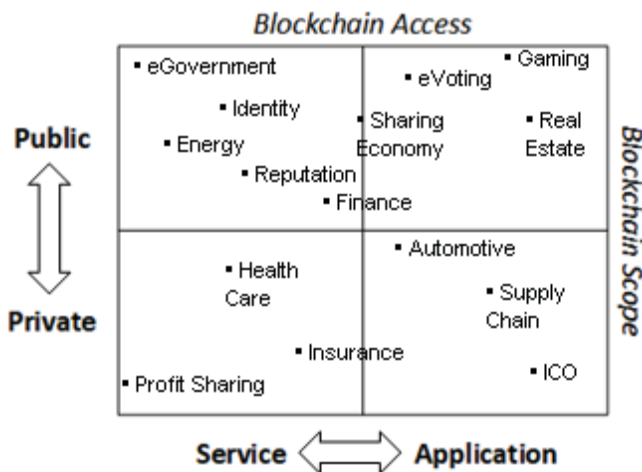 Blockchain Access
eGovernment
Gaming
eVoting
Identity
Sharing
Economy
Real
Estate
Energy
Reputation
Finance
Public
Private
Blockchain Scope
Automotive
Health
Care
Supply
Chain
Insurance
ICO
Profit Sharing
Service
Application